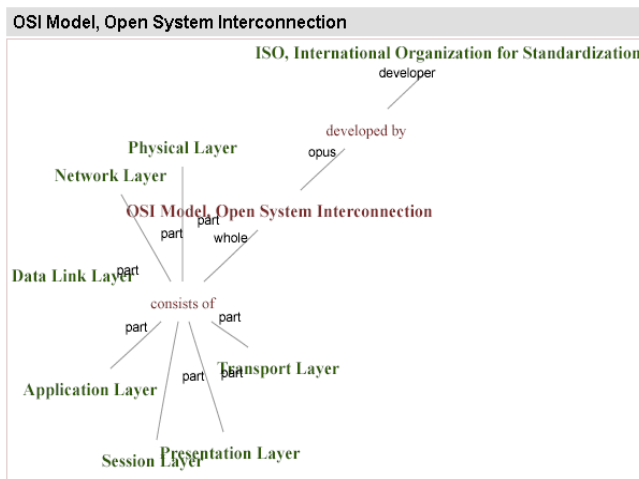 OSI Model, Open System Interconnection
ISO, International Organization for Standardization
developer
developed by
opus
Physical Layer
Network Layer
OSI Model, Open System Interconnection
part
part
whole
Data Link Layer
part
consists of
part
part
Transport Layer
part
part
Application Layer
Presentation Layer
Session Layer